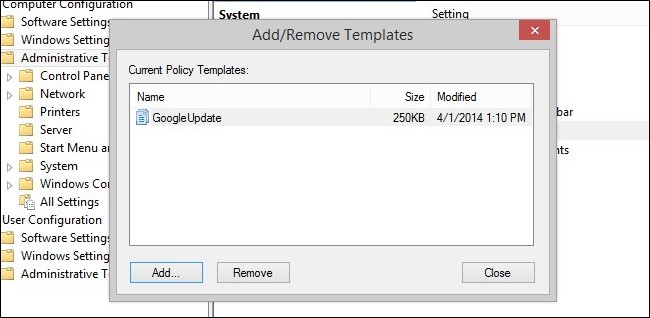 Computer Configuration
Software Settings
Windows Setting
Administrative T
Control Pane
Network
Printers
Server
Start Menu an
System
Windows Con
All Settings
User Configuration
Software Settings
Windows Setting
Administrative T
System
Setting
bar
nts
Add/Remove Templates
Current Policy Templates:
Name Size Modified
GoogleUpdate 250KB 4/1/2014 1:10 PM
Add... Remove Close